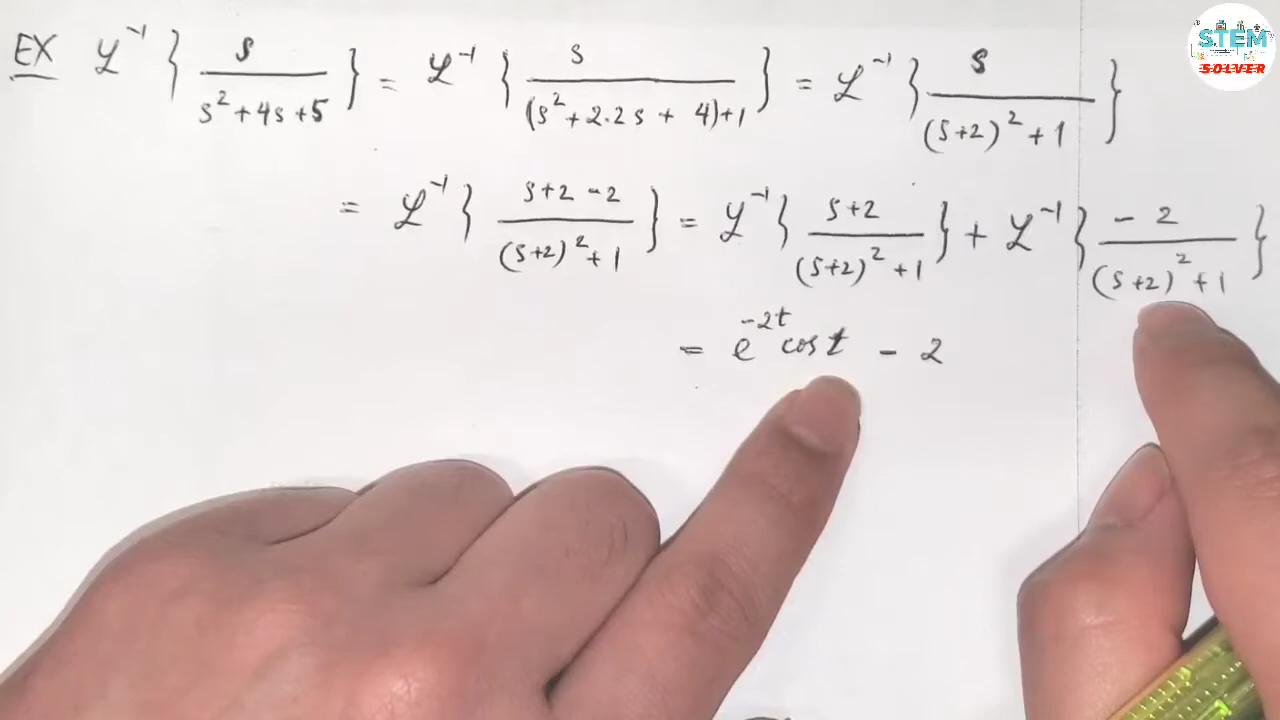 EX ℒ⁻¹ { s / (s² + 4s + 5) } = ℒ⁻¹ { s / ((s² + 2·2s + 4) + 1) } = ℒ⁻¹ { s / ((s+2)² + 1) }
= ℒ⁻¹ { (s+2 -2) / ((s+2)² + 1) } = ℒ⁻¹ { (s+2) / ((s+2)² + 1) } + ℒ⁻¹ { -2 / ((s+2)² + 1) }
= e^(-2t) cos t - 2
STEM
SOLVER